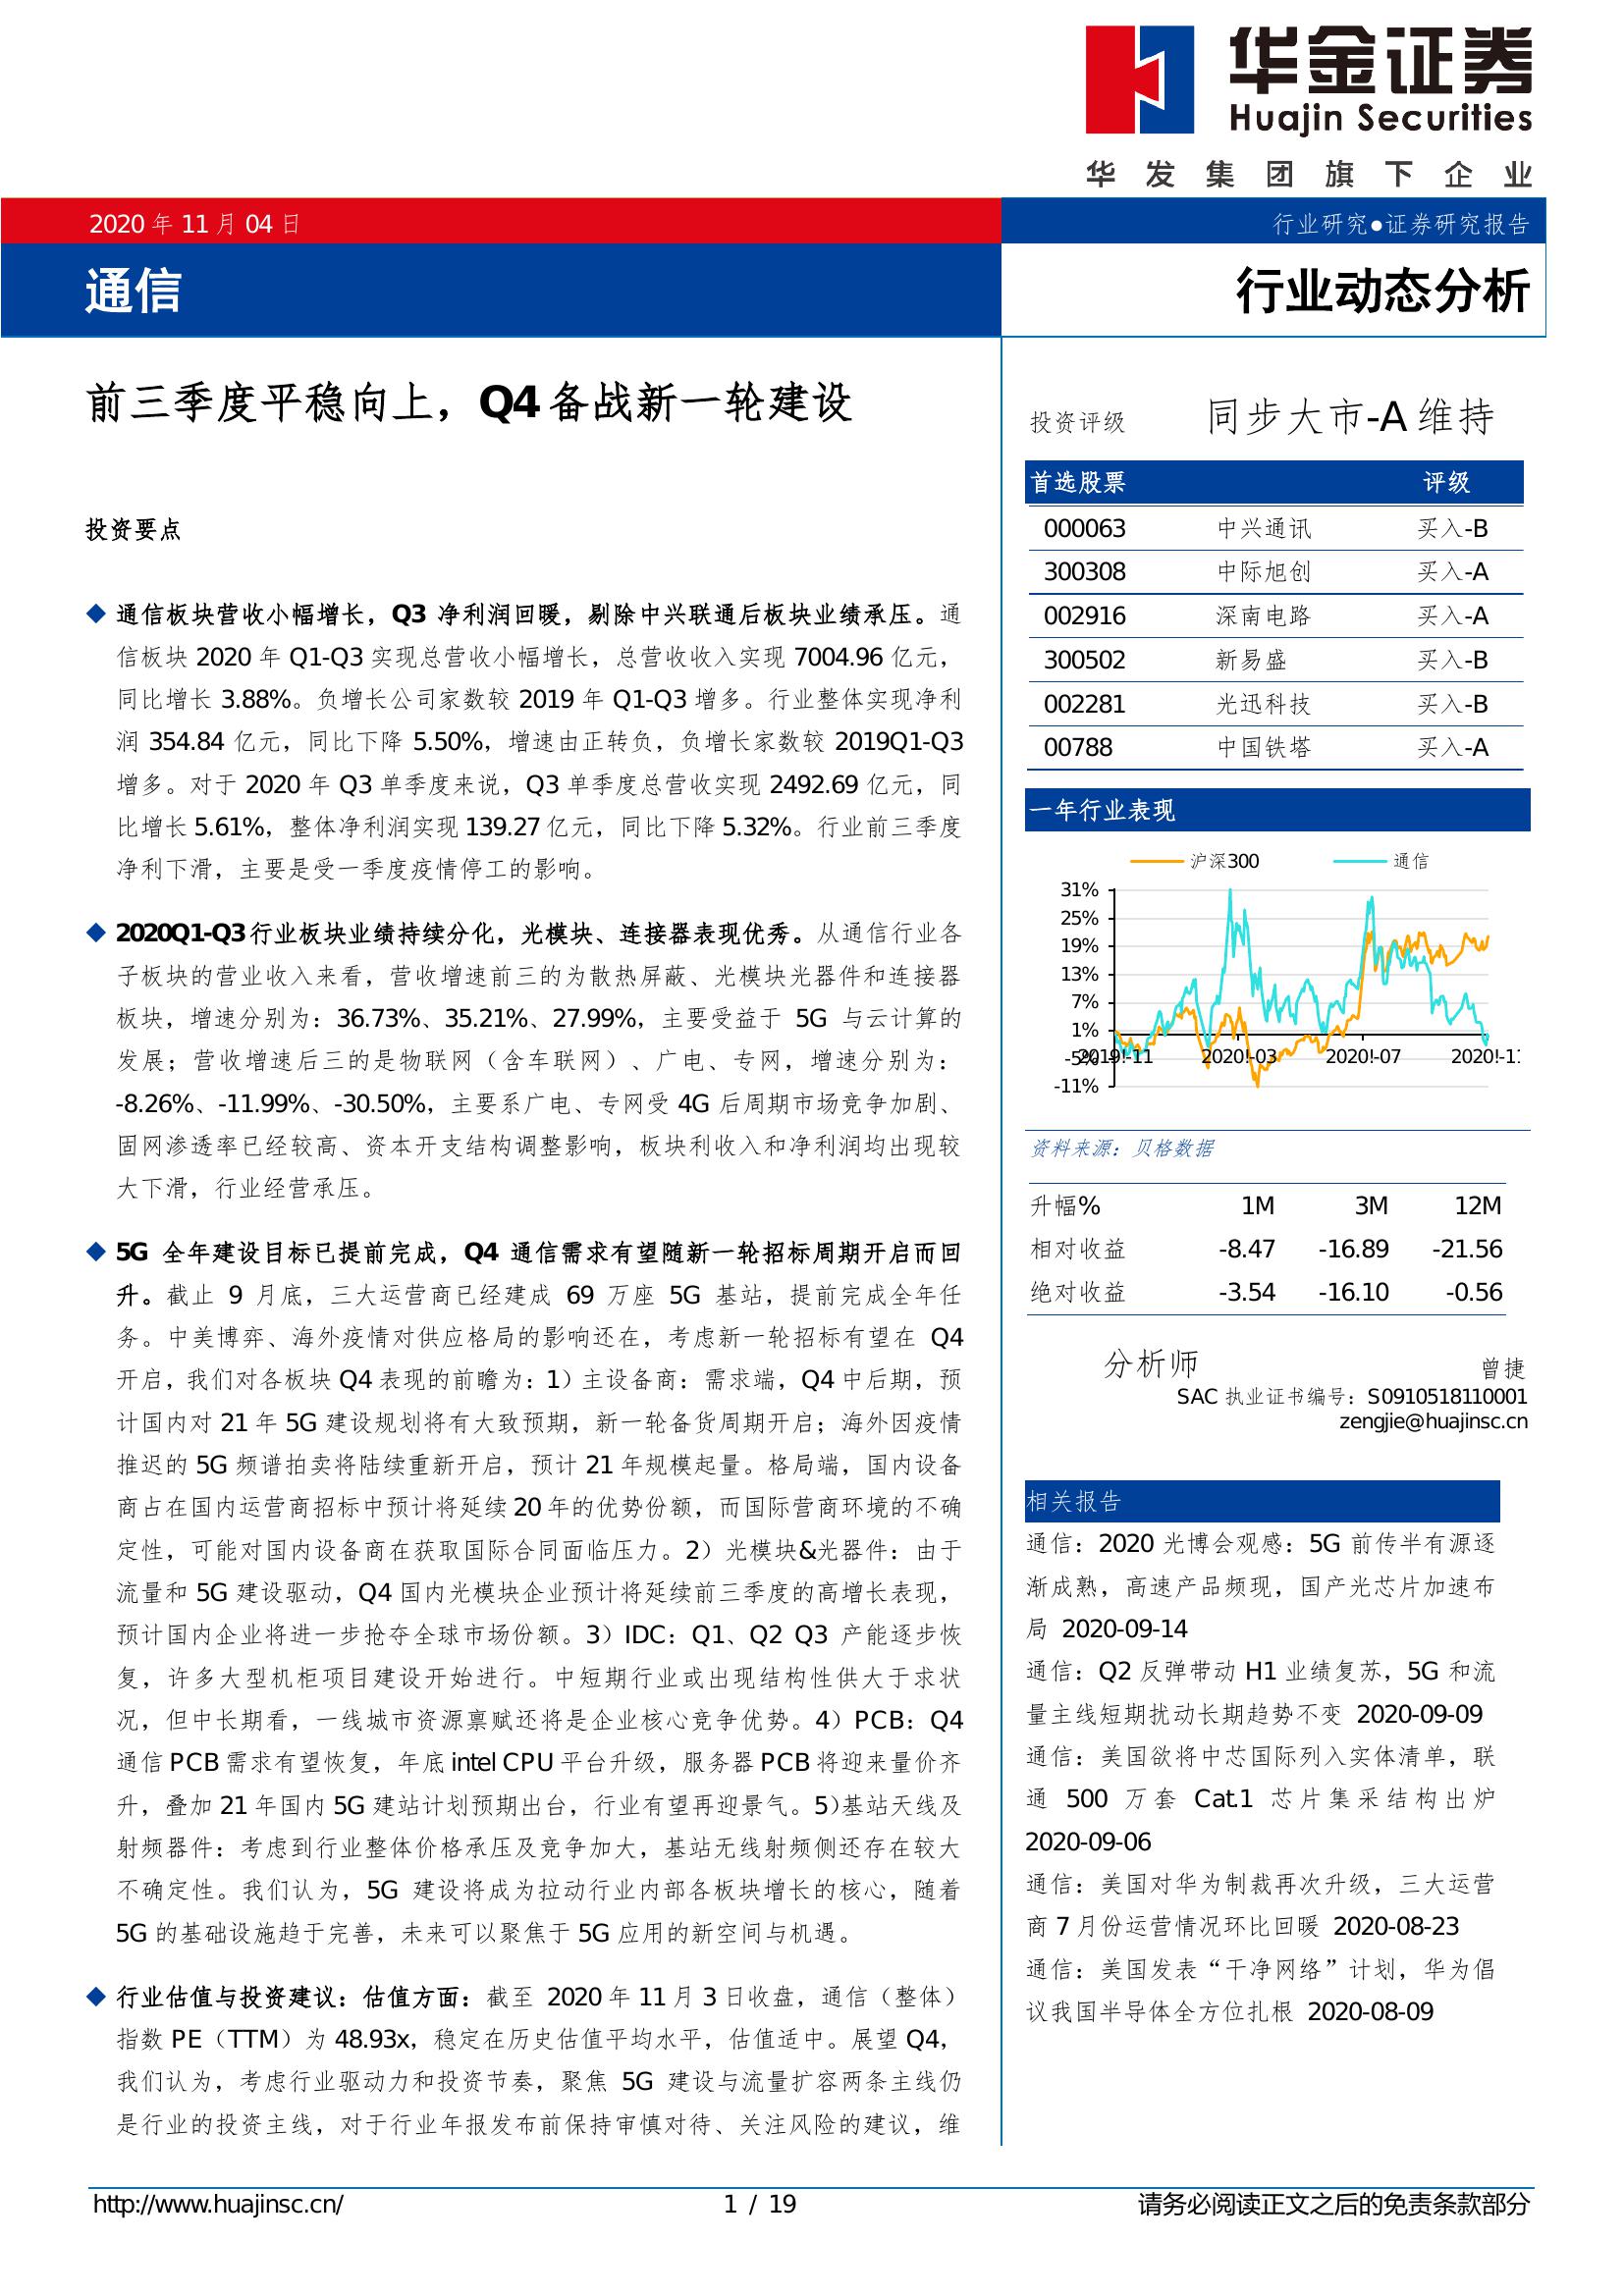 华金证券
Huajin Securities
华发集团旗下企业
2020 年 11 月 04 日
行业研究●证券研究报告
通信
行业动态分析
前三季度平稳向上，Q4 备战新一轮建设
投资要点
◆ 通信板块营收小幅增长，Q3 净利润回暖，剔除中兴联通后板块业绩承压。通
信板块 2020 年 Q1-Q3 实现总营收小幅增长，总营收收入实现 7004.96 亿元，
同比增长 3.88%。负增长公司家数较 2019 年 Q1-Q3 增多。行业整体实现净利
润 354.84 亿元，同比下降 5.50%，增速由正转负，负增长家数较 2019Q1-Q3
增多。对于 2020 年 Q3 单季度来说，Q3 单季度总营收实现 2492.69 亿元，同
比增长 5.61%，整体净利润实现 139.27 亿元，同比下降 5.32%。行业前三季度
净利下滑，主要是受一季度疫情停工的影响。
◆ 2020Q1-Q3 行业板块业绩持续分化，光模块、连接器表现优秀。从通信行业各
子板块的营业收入来看，营收增速前三的为散热屏蔽、光模块光器件和连接器
板块，增速分别为：36.73%、35.21%、27.99%，主要受益于 5G 与云计算的
发展；营收增速后三的是物联网（含车联网）、广电、专网，增速分别为：
-8.26%、-11.99%、-30.50%，主要系广电、专网受 4G 后周期市场竞争加剧、
固网渗透率已经较高、资本开支结构调整影响，板块利收入和净利润均出现较
大下滑，行业经营承压。
◆ 5G 全年建设目标已提前完成，Q4 通信需求有望随新一轮招标周期开启而回
升。截止 9 月底，三大运营商已经建成 69 万座 5G 基站，提前完成全年任
务。中美博弈、海外疫情对供应格局的影响还在，考虑新一轮招标有望在 Q4
开启，我们对各板块 Q4 表现的前瞻为：1）主设备商：需求端，Q4 中后期，预
计国内对 21 年 5G 建设规划将有大致预期，新一轮备货周期开启；海外因疫情
推迟的 5G 频谱拍卖将陆续重新开启，预计 21 年规模起量。格局端，国内设备
商占在国内运营商招标中预计将延续 20 年的优势份额，而国际营商环境的不确
定性，可能对国内设备商在获取国际合同面临压力。2）光模块&光器件：由于
流量和 5G 建设驱动，Q4 国内光模块企业预计将延续前三季度的高增长表现，
预计国内企业将进一步抢夺全球市场份额。3）IDC：Q1、Q2 Q3 产能逐步恢
复，许多大型机柜项目建设开始进行。中短期行业或出现结构性供大于求状
况，但中长期看，一线城市资源禀赋还将是企业核心竞争优势。4）PCB：Q4
通信 PCB 需求有望恢复，年底 intel CPU 平台升级，服务器 PCB 将迎来量价齐
升，叠加 21 年国内 5G 建站计划预期出台，行业有望再迎景气。5)基站天线及
射频器件：考虑到行业整体价格承压及竞争加大，基站无线射频侧还存在较大
不确定性。我们认为，5G 建设将成为拉动行业内部各板块增长的核心，随着
5G 的基础设施趋于完善，未来可以聚焦于 5G 应用的新空间与机遇。
◆ 行业估值与投资建议：估值方面：截至 2020 年 11 月 3 日收盘，通信（整体）
指数 PE（TTM）为 48.93x，稳定在历史估值平均水平，估值适中。展望 Q4，
我们认为，考虑行业驱动力和投资节奏，聚焦 5G 建设与流量扩容两条主线仍
是行业的投资主线，对于行业年报发布前保持审慎对待、关注风险的建议，维
投资评级 同步大市-A 维持
首选股票 评级
000063 中兴通讯 买入-B
300308 中际旭创 买入-A
002916 深南电路 买入-A
300502 新易盛 买入-B
002281 光迅科技 买入-B
00788 中国铁塔 买入-A
一年行业表现
沪深300 通信
31%
25%
19%
13%
7%
1%
-5%
-11%
2019!-11 2020!-03 2020!-07 2020!-11
资料来源：贝格数据
升幅% 1M 3M 12M
相对收益 -8.47 -16.89 -21.56
绝对收益 -3.54 -16.10 -0.56
分析师 曾捷
SAC 执业证书编号：S0910518110001
zengjie@huajinsc.cn
相关报告
通信：2020 光博会观感：5G 前传半有源逐
渐成熟，高速产品频现，国产光芯片加速布
局 2020-09-14
通信：Q2 反弹带动 H1 业绩复苏，5G 和流
量主线短期扰动长期趋势不变 2020-09-09
通信：美国欲将中芯国际列入实体清单，联
通 500 万套 Cat.1 芯片集采结构出炉
2020-09-06
通信：美国对华为制裁再次升级，三大运营
商 7 月份运营情况环比回暖 2020-08-23
通信：美国发表“干净网络”计划，华为倡
议我国半导体全方位扎根 2020-08-09
http://www.huajinsc.cn/ 1 / 19 请务必阅读正文之后的免责条款部分